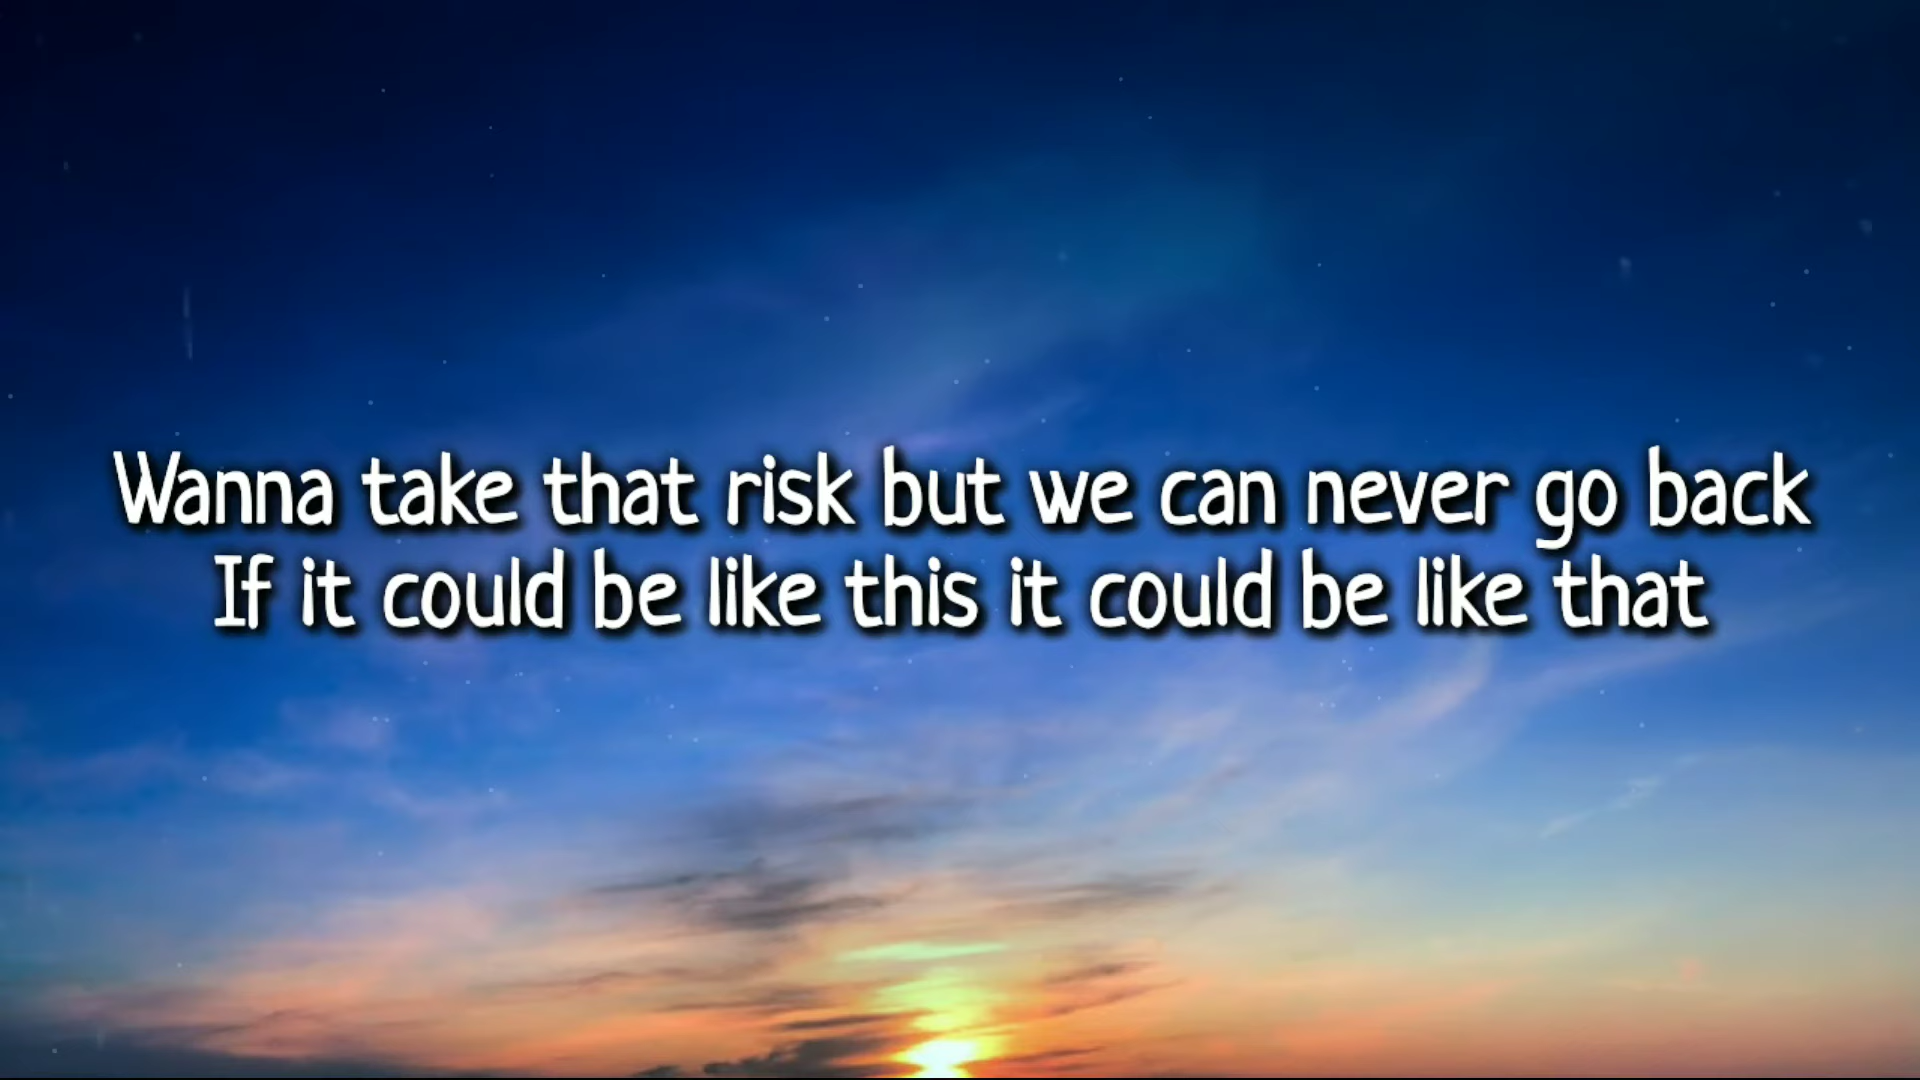 Wanna take that risk but we can never go back
If it could be like this it could be like that